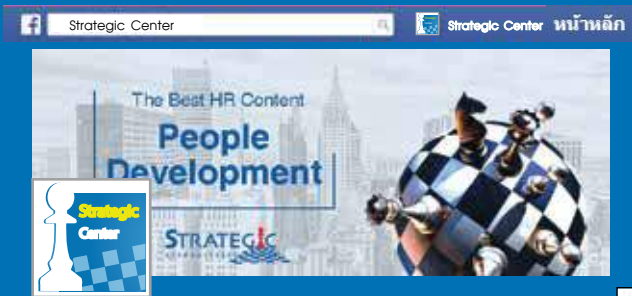 Strategic Center
Strategic Center หน้าหลัก
The Best HR Content
People
Development
Strategic
Center
STRATEGIC